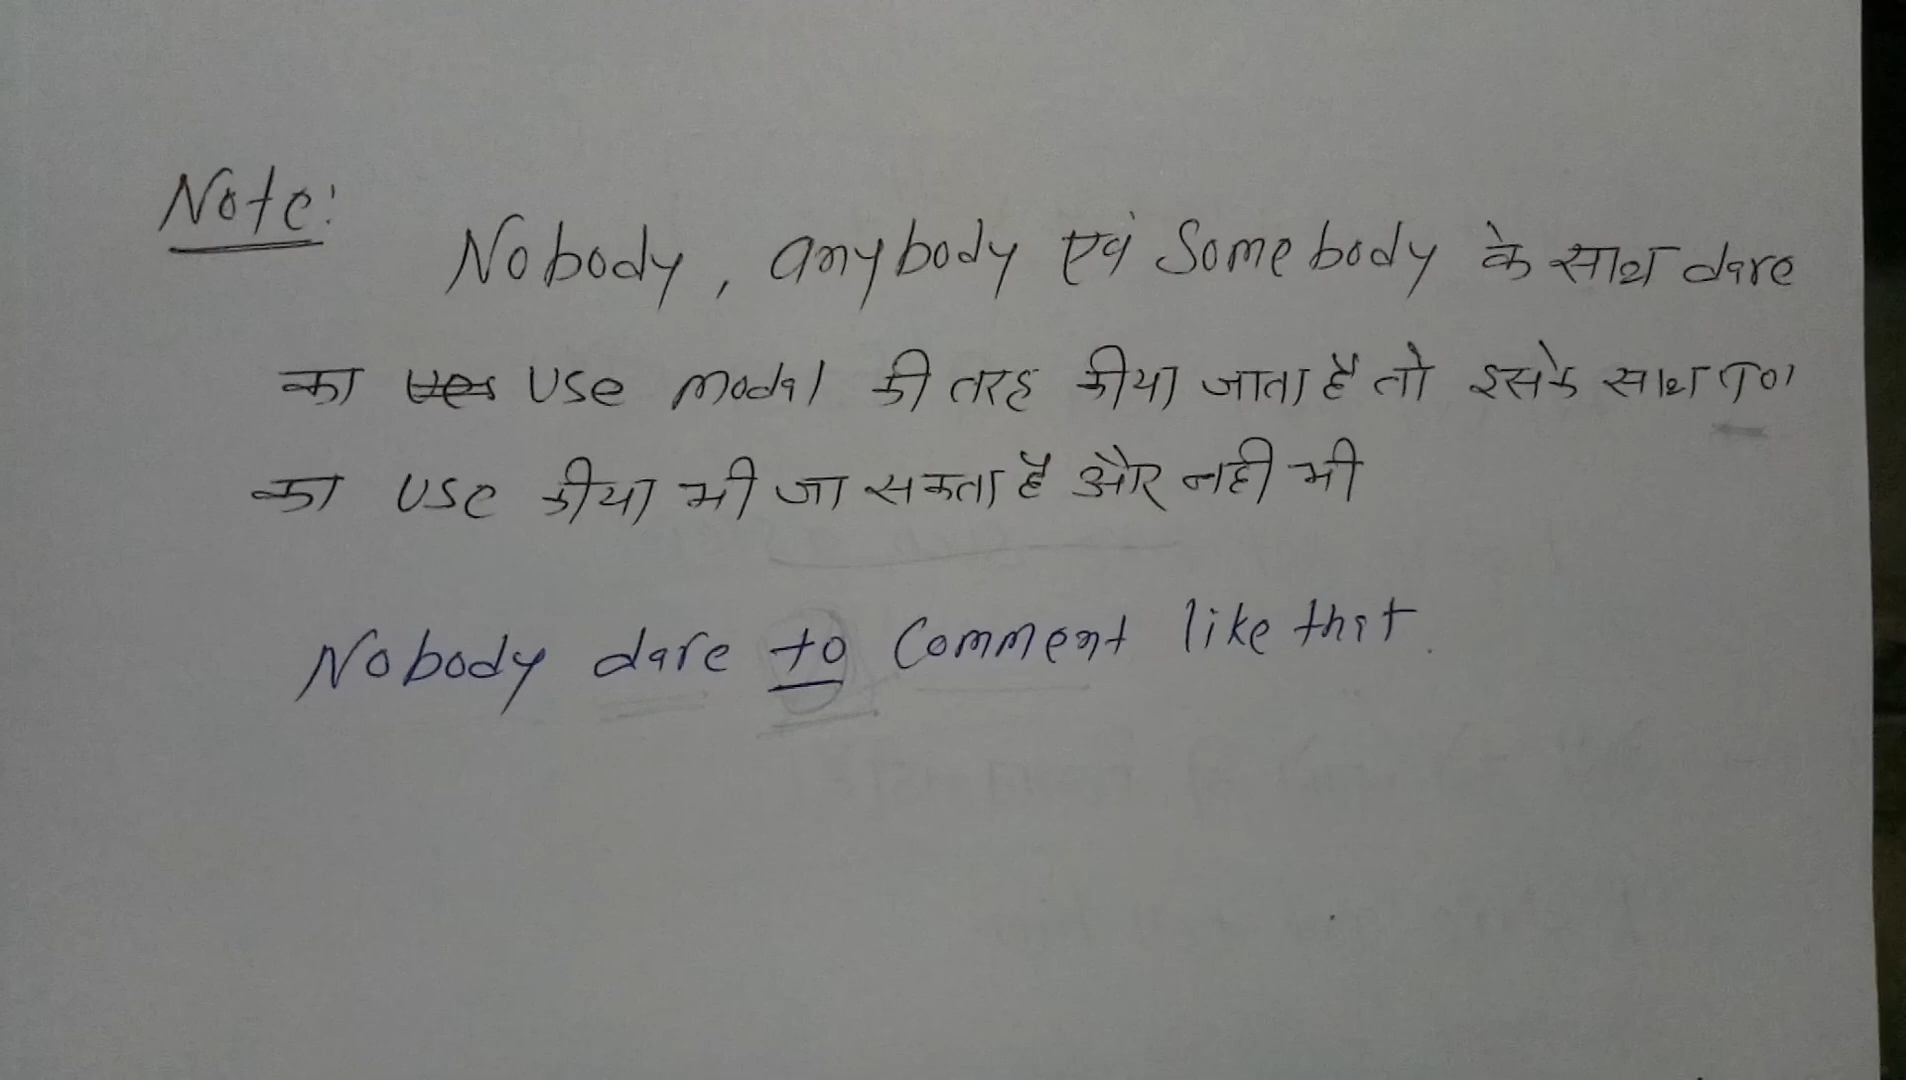 Note:
Nobody, anybody एवं Somebody के साथ dare
का use modal की तरह कीया जाता है तो इसके साथ To
का use कीया भी जा सकता है और नही भी
Nobody dare to Comment like that.